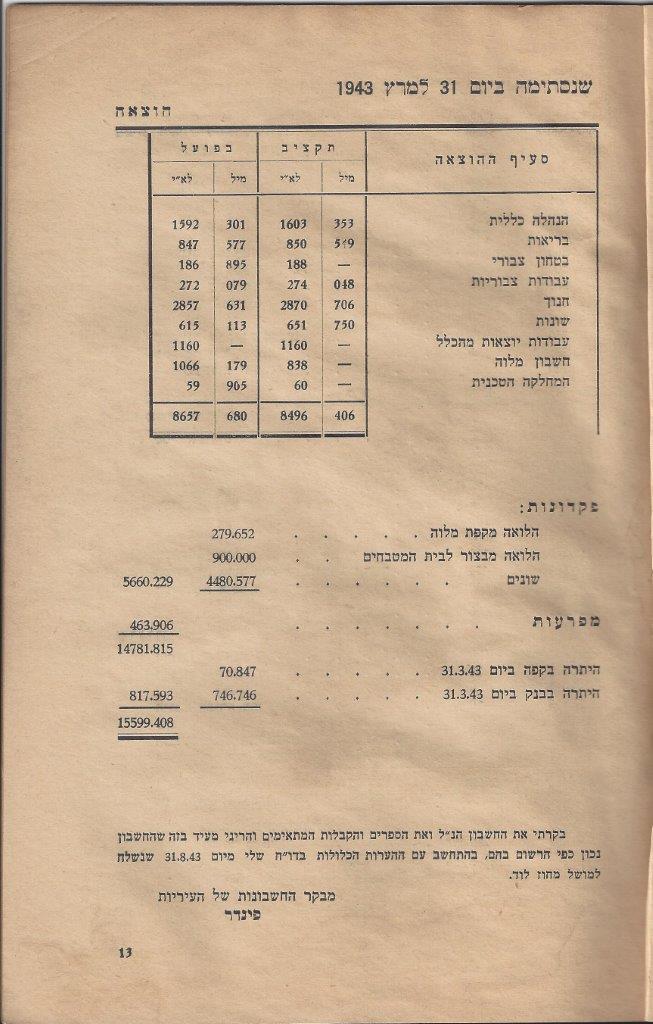 שנסתימה ביום 31 למרץ 1943
הוצאה
סעיף ההוצאה תקציב בפועל
מיל לא"י מיל לא"י
הנהלה כללית 353 1603 301 1592
בריאות 850 577 847
בטחון צבורי — 188 895 186
עבודות צבוריות 048 274 079 272
חנוך 706 2870 631 2857
שונות 750 651 113 615
עבודות יוצאות מהכלל — 1160 — 1160
חשבון מלוה — 838 179 1066
המחלקה הטכנית — 60 905 59
406 8496 680 8657
פקדונות:
הלואה מקפת מלוה . . . . . 279.652
הלואה מבצור לבית המטבחים . . 900.000
שונים . . . . . . 4480.577 5660.229
מפרעות . . . . . . . 463.906
14781.815
היתרה בקפה ביום 31.3.43 . . . . . 70.847
היתרה בבנק ביום 31.3.43 . . . . . 746.746 817.593
15599.408
בקרתי את החשבון הנ"ל ואת הספרים והקבלות המתאימים והריני מעיד בזה שהחשבון
נכון כפי הרשום בהם, בהתחשב עם ההערות הכלולות בדו"ח שלי מיום 31.8.43 שנשלח
למושל מחוז לוד.
מבקר החשבונות של העיריות
פינדר
13